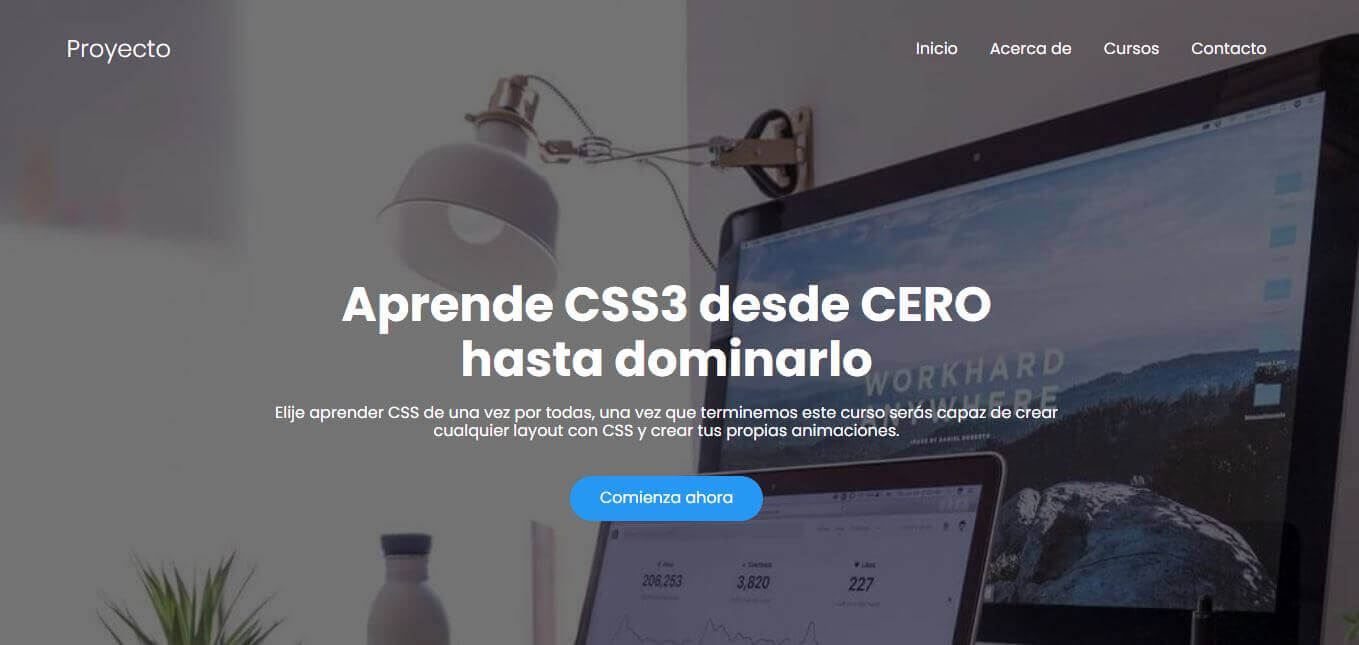 Proyecto
Inicio Acerca de Cursos Contacto
Aprende CSS3 desde CERO
hasta dominarlo
WORKHARD
ANYWHERE
Elije aprender CSS de una vez por todas, una vez que terminemos este curso serás capaz de crear
cualquier layout con CSS y crear tus propias animaciones.
Comienza ahora
206,253 3,820 227